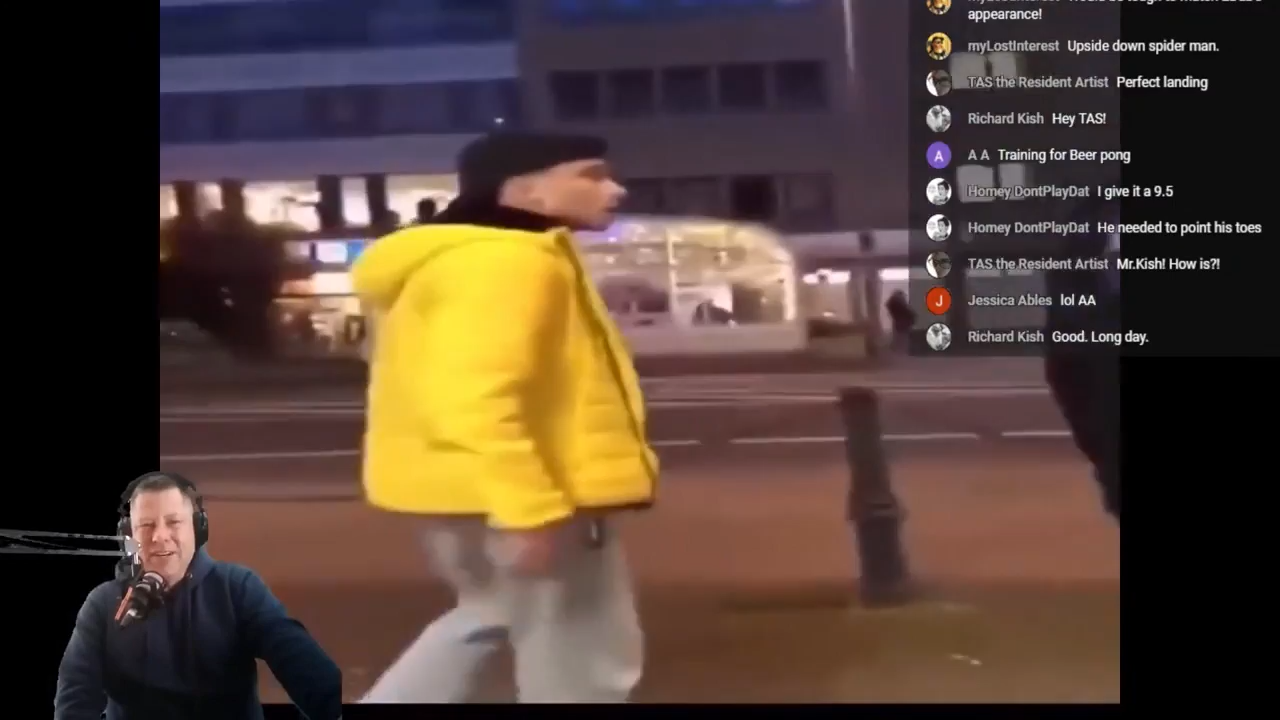 appearance!
myLostInterest Upside down spider man.
TAS the Resident Artist Perfect landing
Richard Kish Hey TAS!
A A A Training for Beer pong
Homey DontPlayDat I give it a 9.5
Homey DontPlayDat He needed to point his toes
TAS the Resident Artist Mr.Kish! How is?!
J Jessica Ables lol AA
Richard Kish Good. Long day.